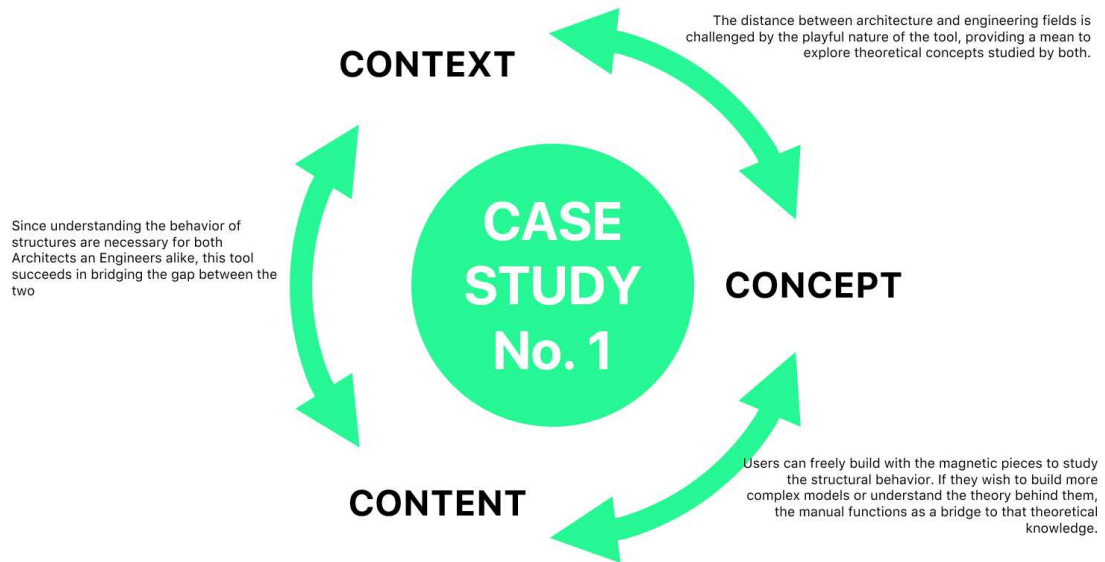 The distance between architecture and engineering fields is
challenged by the playful nature of the tool, providing a mean to
explore theoretical concepts studied by both.
CONTEXT
Since understanding the behavior of
structures are necessary for both
Architects an Engineers alike, this tool
succeeds in bridging the gap between the
two
CASE
STUDY
No. 1
CONCEPT
CONTENT
Users can freely build with the magnetic pieces to study
the structural behavior. If they wish to build more
complex models or understand the theory behind them,
the manual functions as a bridge to that theoretical
knowledge.